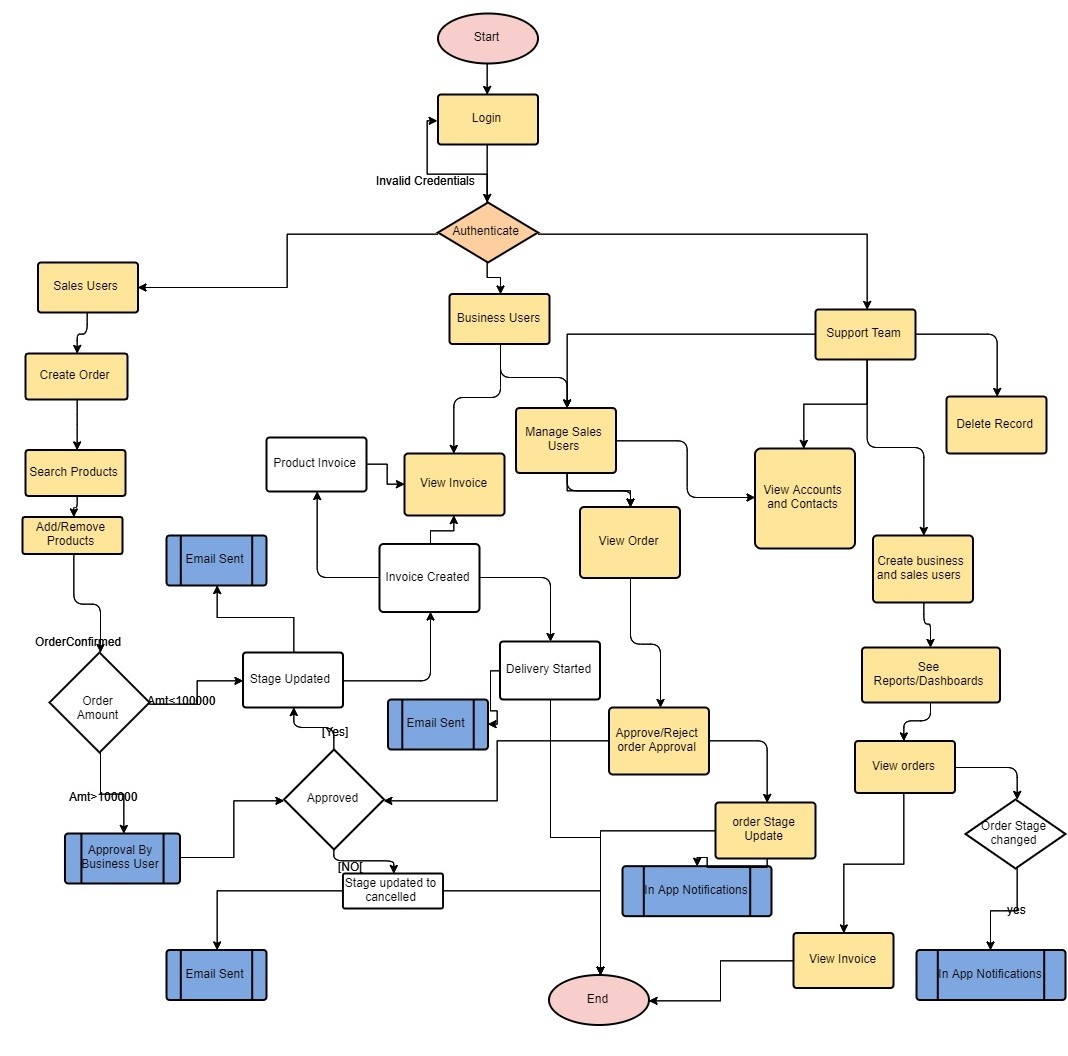 Start
Login
Invalid Credentials
Authenticate
Sales Users
Business Users
Support Team
Create Order
Manage Sales
Users
Delete Record
Search Products
Product Invoice
View Invoice
View Accounts
and Contacts
Add/Remove
Products
Email Sent
Invoice Created
View Order
Create business
and sales users
OrderConfirmed
Order
Amount
Amt<100000
Stage Updated
Delivery Started
See
Reports/Dashboards
Email Sent
[Yes]
Approve/Reject
order Approval
View orders
Amt>100000
Approved
order Stage
Update
Order Stage
changed
Approval By
Business User
[NO[
Stage updated to
cancelled
In App Notifications
yes
Email Sent
View Invoice
In App Notifications
End